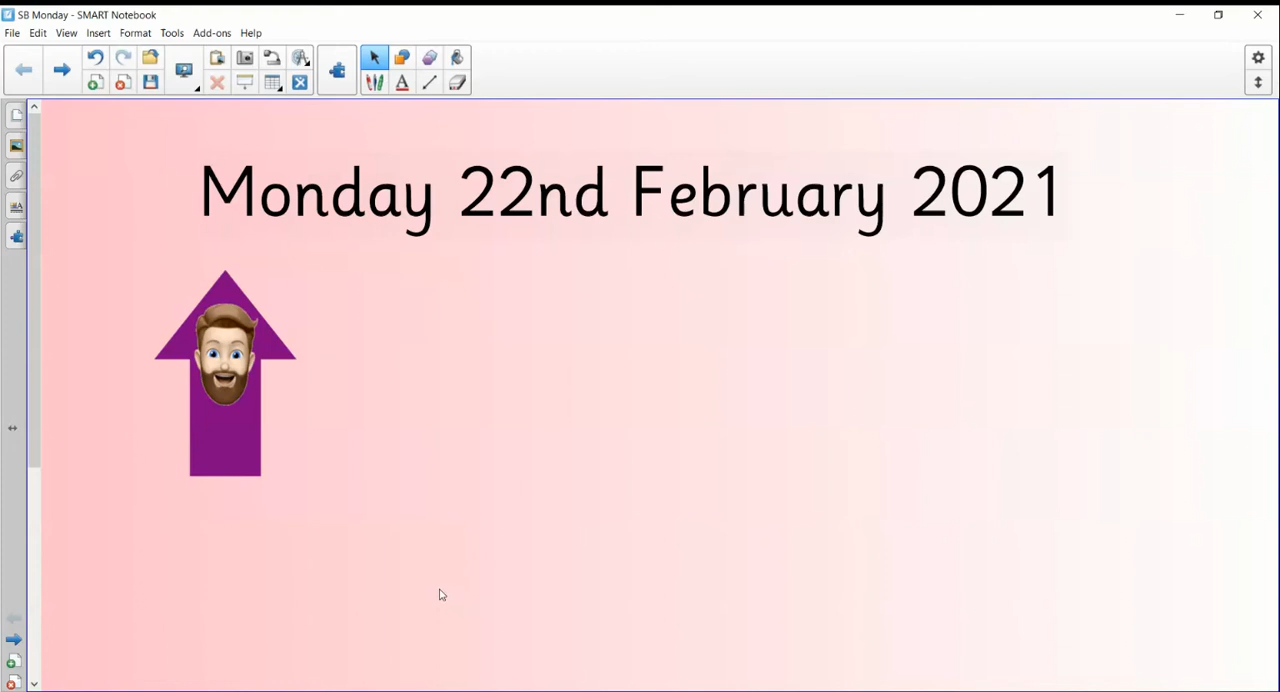 SB Monday - SMART Notebook
File Edit View Insert Format Tools Add-ons Help
Monday 22nd February 2021